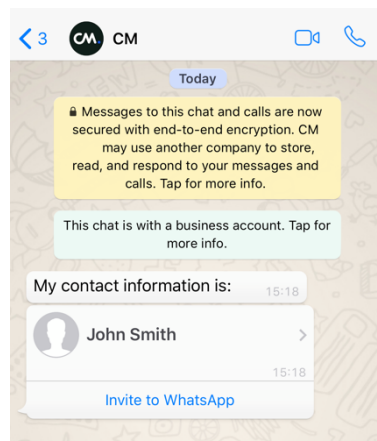 3 CM. CM
Today
Messages to this chat and calls are now
secured with end-to-end encryption. CM
may use another company to store,
read, and respond to your messages and
calls. Tap for more info.
This chat is with a business account. Tap for
more info.
My contact information is:
15:18
John Smith
15:18
Invite to WhatsApp